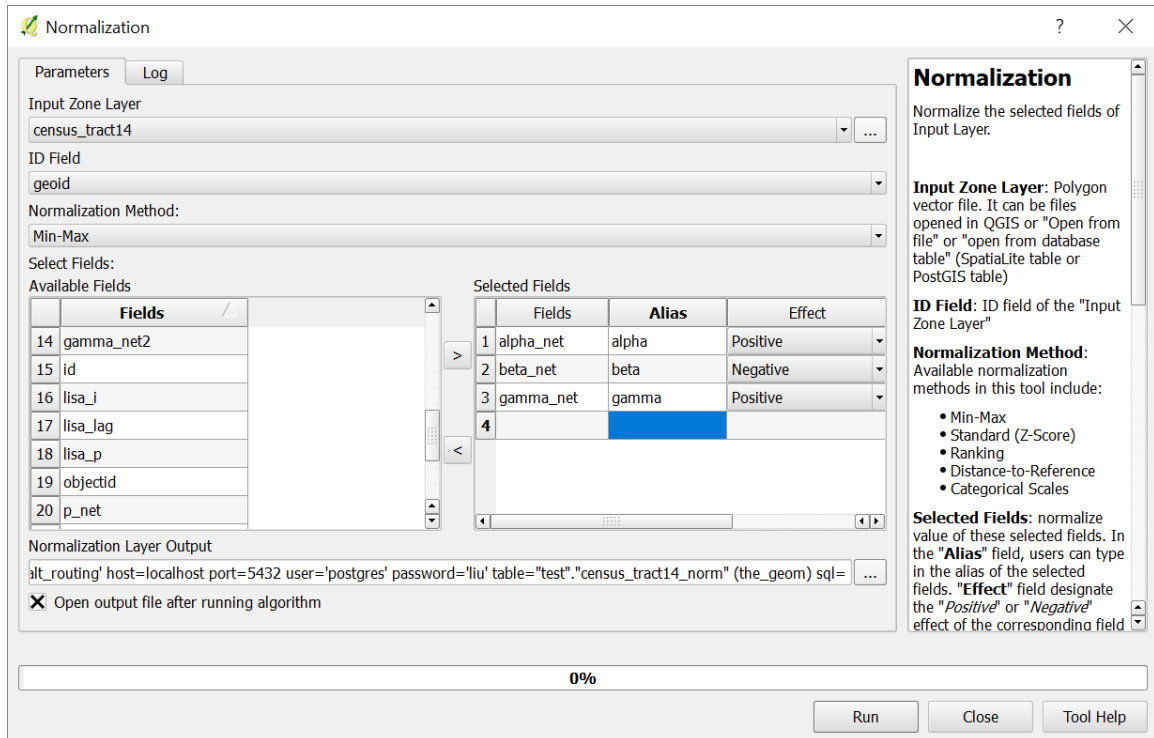 Normalization
?
Parameters
Log
Input Zone Layer
census_tract14
...
ID Field
geoid
Normalization Method:
Min-Max
Select Fields:
Available Fields
Fields
14 gamma_net2
15 id
16 lisa_i
17 lisa_lag
18 lisa_p
19 objectid
20 p_net
>
<
Selected Fields
Fields Alias Effect
1 alpha_net alpha Positive
2 beta_net beta Negative
3 gamma_net gamma Positive
4
Normalization Layer Output
alt_routing' host=localhost port=5432 user='postgres' password='liu' table="test"."census_tract14_norm" (the_geom) sql=
...
Open output file after running algorithm
Normalization
Normalize the selected fields of
Input Layer.
Input Zone Layer: Polygon
vector file. It can be files
opened in QGIS or "Open from
file" or "open from database
table" (SpatiaLite table or
PostGIS table)
ID Field: ID field of the "Input
Zone Layer"
Normalization Method:
Available normalization
methods in this tool include:
• Min-Max
• Standard (Z-Score)
• Ranking
• Distance-to-Reference
• Categorical Scales
Selected Fields: normalize
value of these selected fields. In
the "Alias" field, users can type
in the alias of the selected
fields. "Effect" field designate
the "Positive" or "Negative"
effect of the corresponding field
0%
Run
Close
Tool Help